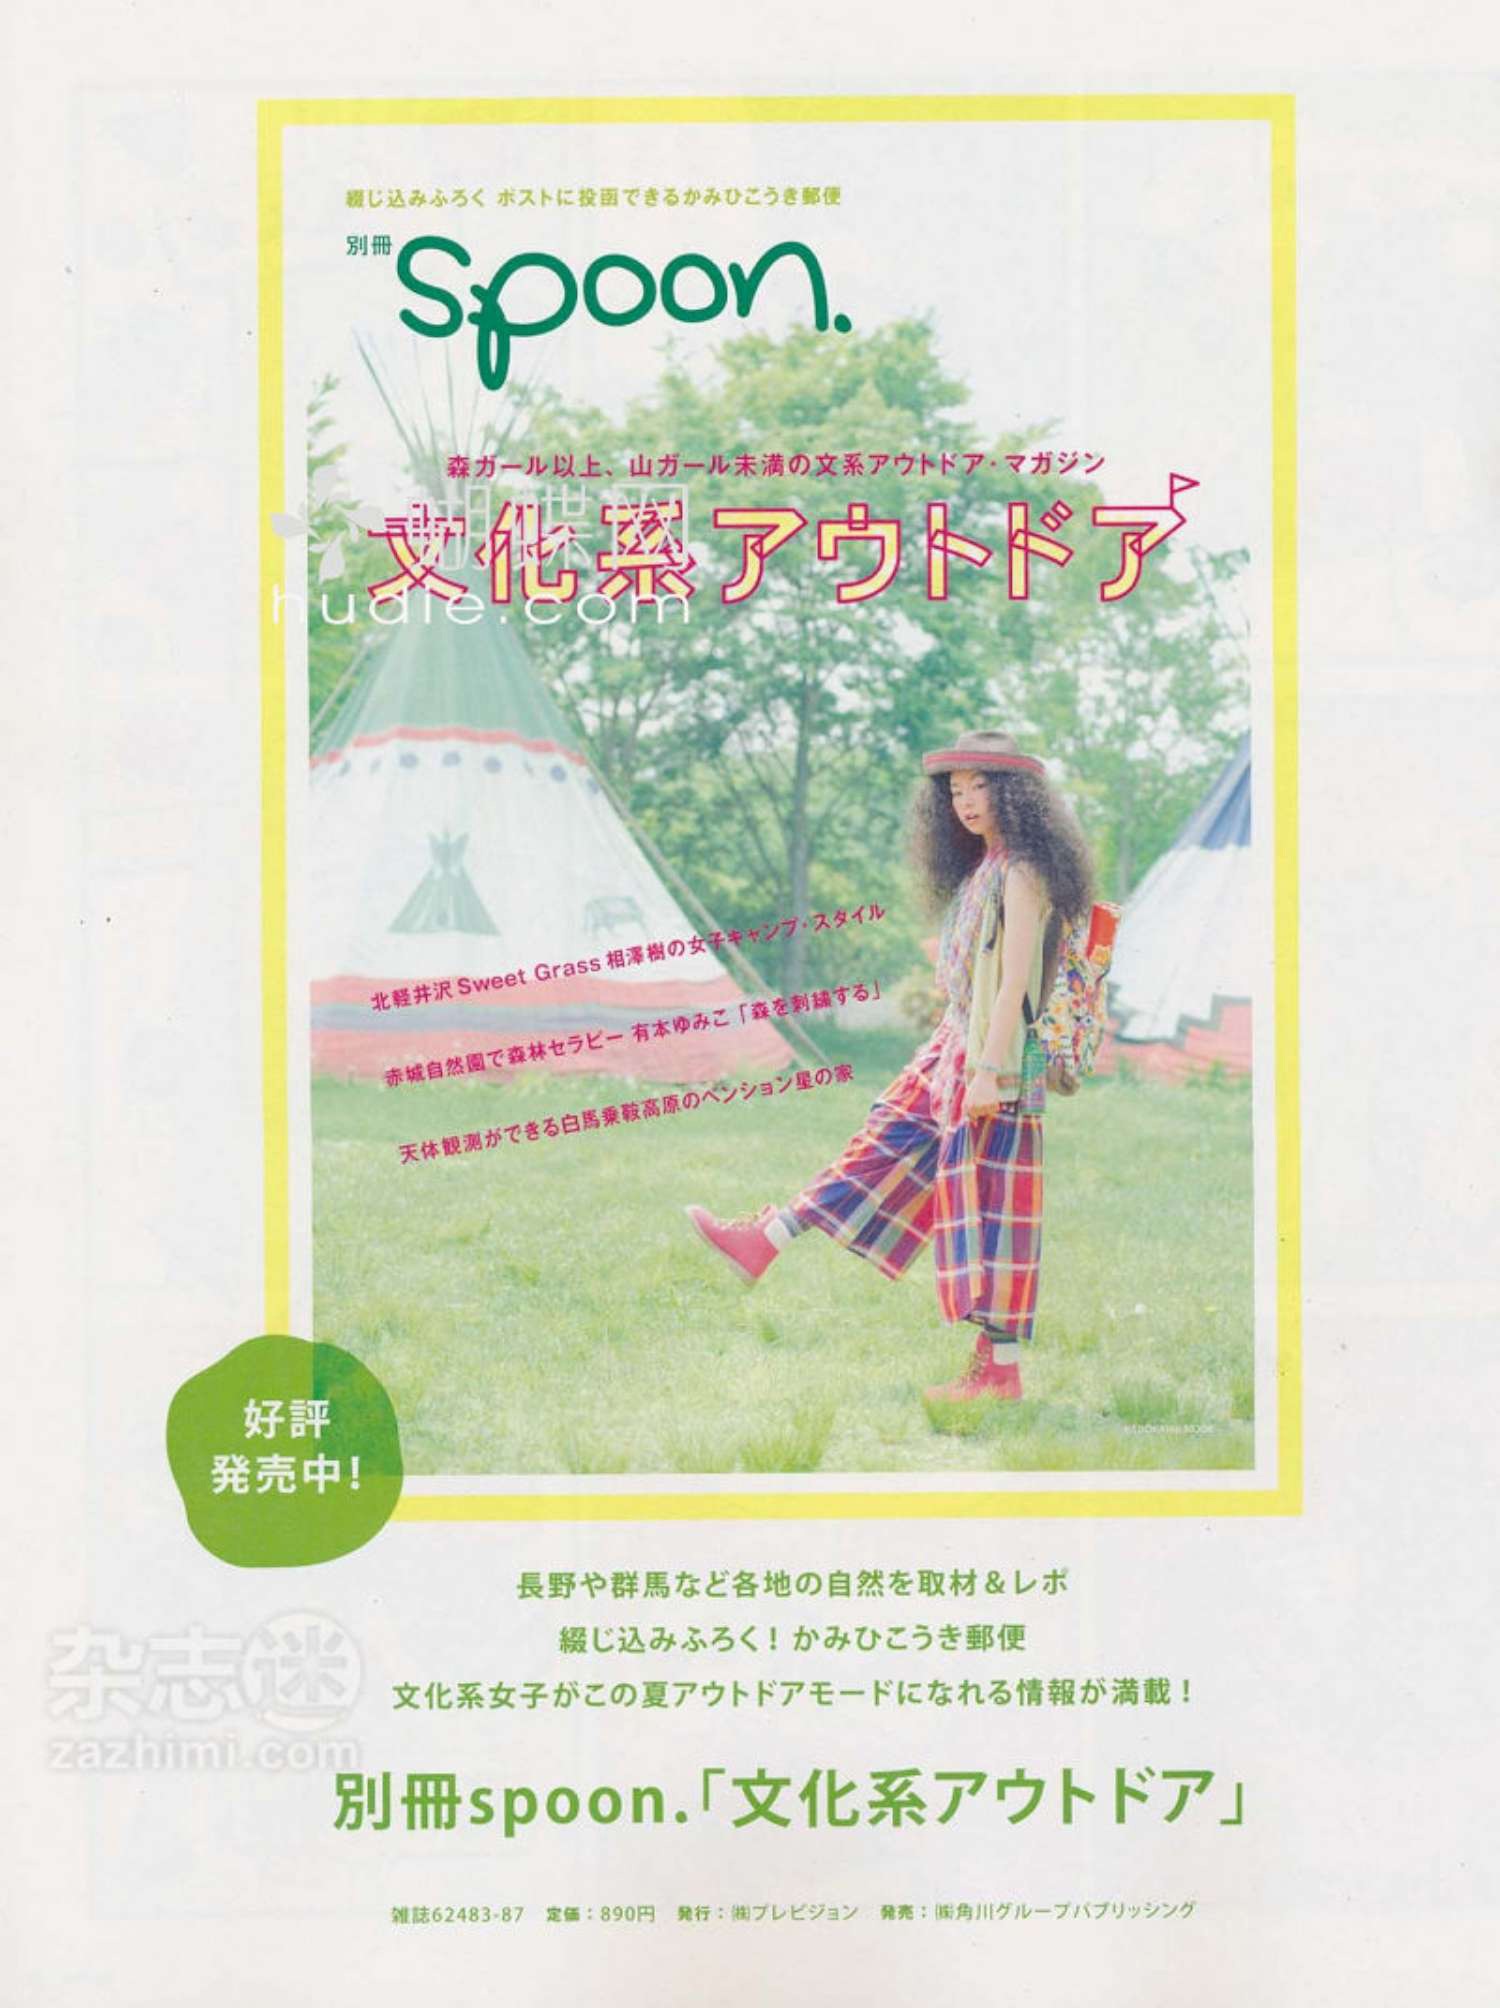 綴じ込みふろく ポストに投函できるかみひこうき郵便
別冊 spoon.
森ガール以上、山ガール未満の文系アウトドア・マガジン
文化系アウトドア
蝴蝶网
hudie.com
北軽井沢 Sweet Grass 相澤樹の女子キャンプ・スタイル
赤城自然園で森林セラピー 有本ゆみこ「森を刺繍する」
天体観測ができる白馬乗鞍高原のペンション星の家
KADOKAWA MOOK
好評
発売中!
長野や群馬など各地の自然を取材&レポ
綴じ込みふろく! かみひこうき郵便
文化系女子がこの夏アウトドアモードになれる情報が満載!
杂志迷
zazhimi.com
別冊spoon.「文化系アウトドア」
雑誌62483-87 定価:890円 発行:㈱プレビジョン 発売:㈱角川グループパブリッシング